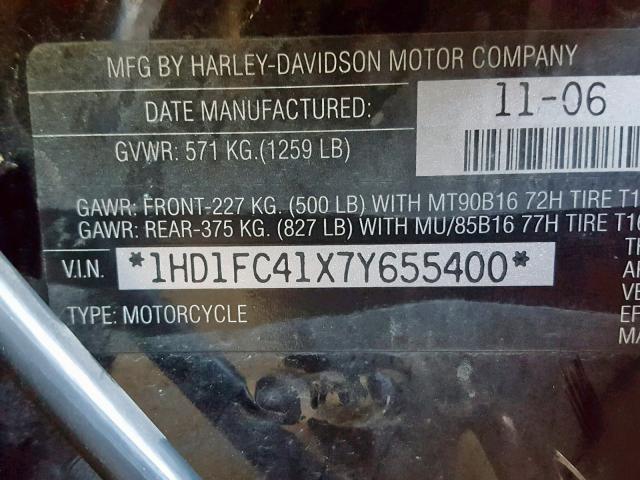 MFG BY HARLEY-DAVIDSON MOTOR COMPANY
DATE MANUFACTURED: 11-06
GVWR: 571 KG.(1259 LB)
GAWR: FRONT-227 KG. (500 LB) WITH MT90B16 72H TIRE T1
GAWR: REAR-375 KG. (827 LB) WITH MU/85B16 77H TIRE T16
V.I.N. *1HD1FC41X7Y655400*
TYPE: MOTORCYCLE